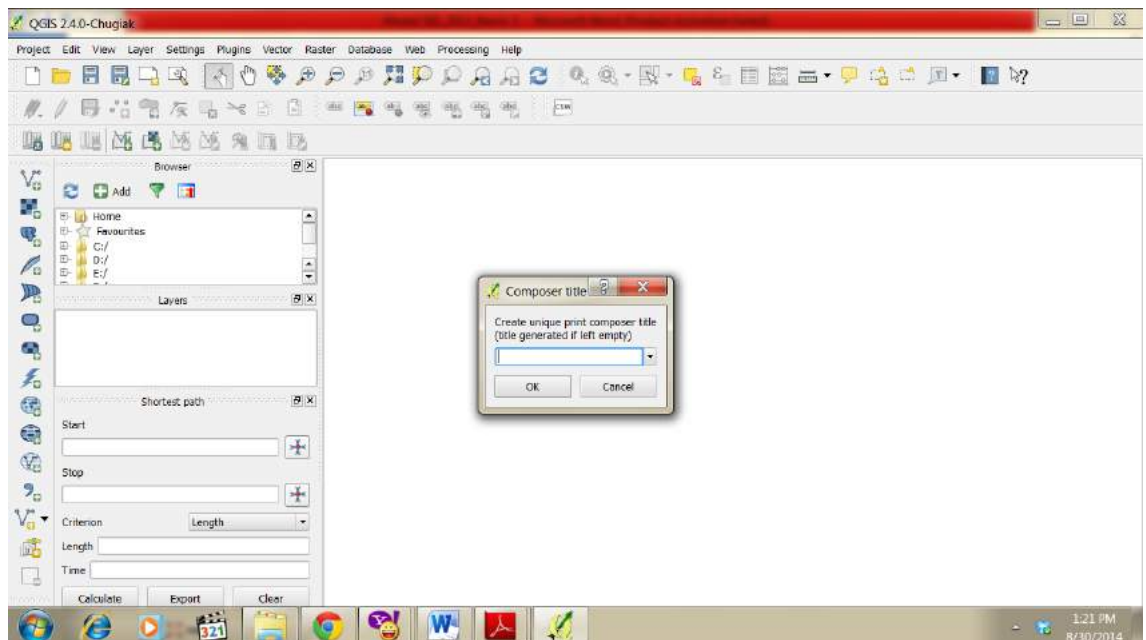 QGIS 2.4.0-Chugiak
Project Edit View Layer Settings Plugins Vector Raster Database Web Processing Help
CSW
Browser
Add
Home
Favourites
C:/
D:/
E:/
Layers
Composer title
Create unique print composer title
(title generated if left empty)
OK Cancel
Shortest path
Start
Stop
Criterion Length
Length
Time
Calculate Export Clear
321
W
1:21 PM
8/30/2014